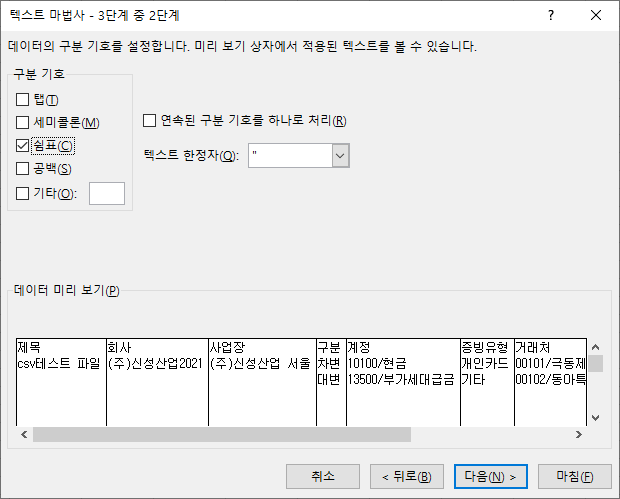 텍스트 마법사 - 3단계 중 2단계
데이터의 구분 기호를 설정합니다. 미리 보기 상자에서 적용된 텍스트를 볼 수 있습니다.
구분 기호
탭(T)
세미콜론(M)
쉼표(C)
공백(S)
기타(O):
연속된 구분 기호를 하나로 처리(R)
텍스트 한정자(Q): "
데이터 미리 보기(P)
제목 회사 사업장 구분 계정 증빙유형 거래처
csv테스트 파일 (주)신성산업2021 (주)신성산업 서울 차변 10100/현금 개인카드 00101/극동제
대변 13500/부가세대급금 기타 00102/동아특
취소 < 뒤로(B) 다음(N) > 마침(F)